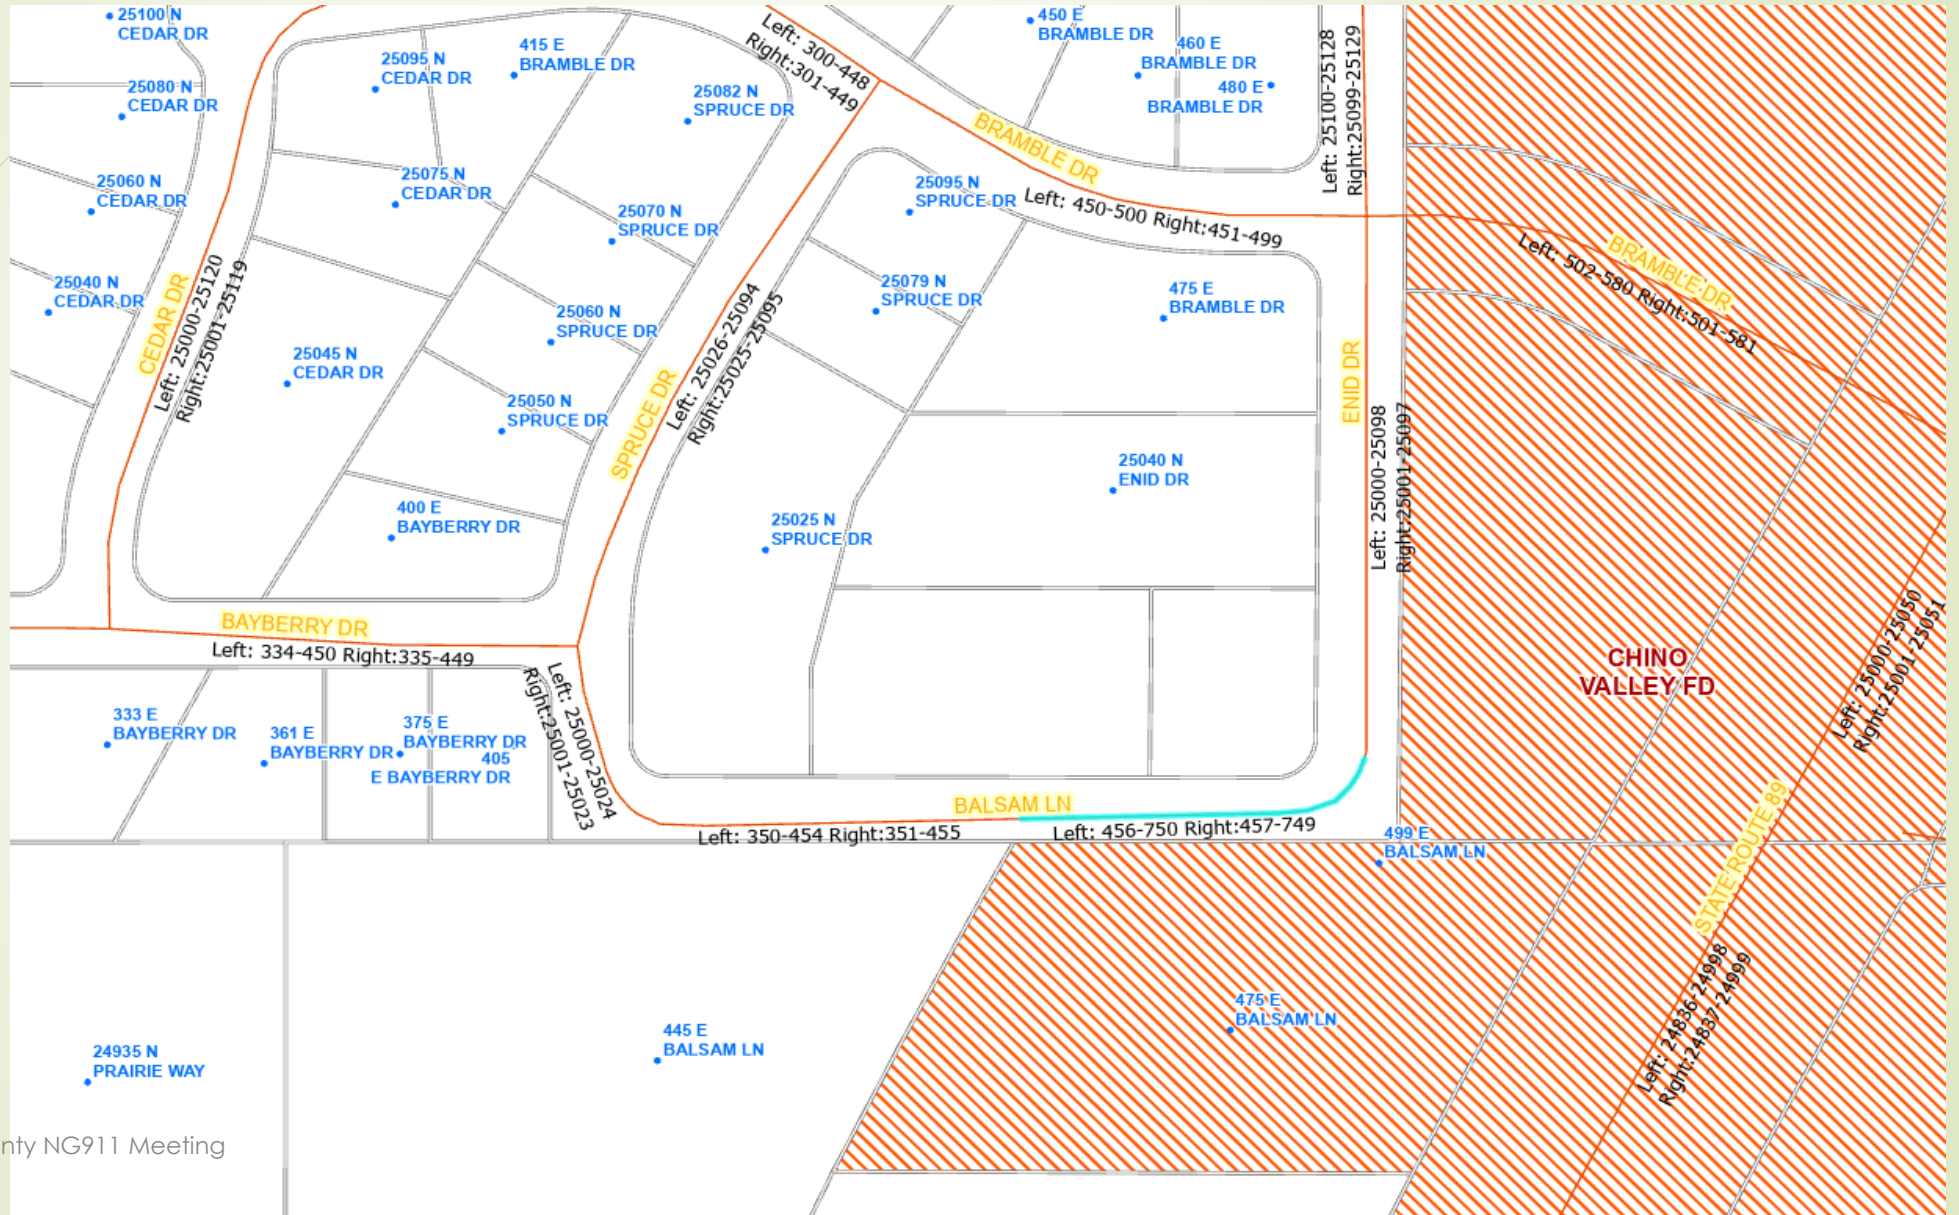 25100 N
CEDAR DR
25080 N
CEDAR DR
25060 N
CEDAR DR
25040 N
CEDAR DR
25095 N
CEDAR DR
415 E
BRAMBLE DR
25082 N
SPRUCE DR
Left: 300-448
Right:301-449
450 E
BRAMBLE DR
460 E
BRAMBLE DR
480 E
BRAMBLE DR
Left: 25100-25128
Right:25099-25129
BRAMBLE DR
25075 N
CEDAR DR
25070 N
SPRUCE DR
25095 N
SPRUCE DR
Left: 450-500 Right:451-499
BRAMBLE DR
Left: 502-580 Right:501-581
CEDAR DR
Left: 25000-25120
Right:25001-25119
25060 N
SPRUCE DR
25079 N
SPRUCE DR
475 E
BRAMBLE DR
25045 N
CEDAR DR
25050 N
SPRUCE DR
SPRUCE DR
Left: 25026-25094
Right:25025-25095
ENID DR
Left: 25000-25098
Right:25001-25097
25040 N
ENID DR
400 E
BAYBERRY DR
25025 N
SPRUCE DR
BAYBERRY DR
Left: 334-450 Right:335-449
Left: 25000-25024
Right:25001-25023
CHINO
VALLEY FD
Left: 25000-25050
Right:25001-25051
333 E
BAYBERRY DR
361 E
BAYBERRY DR
375 E
BAYBERRY DR
405
E BAYBERRY DR
BALSAM LN
Left: 350-454 Right:351-455
Left: 456-750 Right:457-749
499 E
BALSAM LN
STATE ROUTE 89
Left: 24836-24998
Right:24837-24999
475 E
BALSAM LN
445 E
BALSAM LN
24935 N
PRAIRIE WAY
nty NG911 Meeting